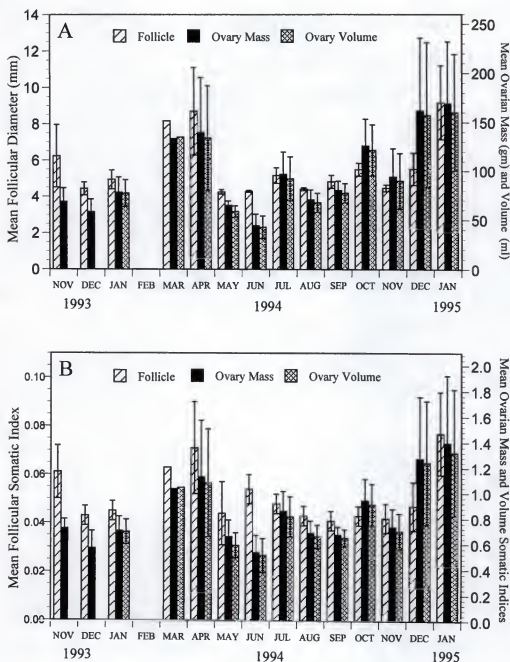 A
Follicle Ovary Mass Ovary Volume
Mean Follicular Diameter (mm)
14
12
10
8
6
4
2
0
Mean Ovarian Mass (gm) and Volume (ml)
250
200
150
100
50
0
NOV DEC JAN FEB MAR APR MAY JUN JUL AUG SEP OCT NOV DEC JAN
1993 1994 1995
B
Follicle Ovary Mass Ovary Volume
Mean Follicular Somatic Index
0.10
0.08
0.06
0.04
0.02
0.00
Mean Ovarian Mass and Volume Somatic Indices
2.0
1.8
1.6
1.4
1.2
1.0
0.8
0.6
0.4
0.2
0.0
NOV DEC JAN FEB MAR APR MAY JUN JUL AUG SEP OCT NOV DEC JAN
1993 1994 1995